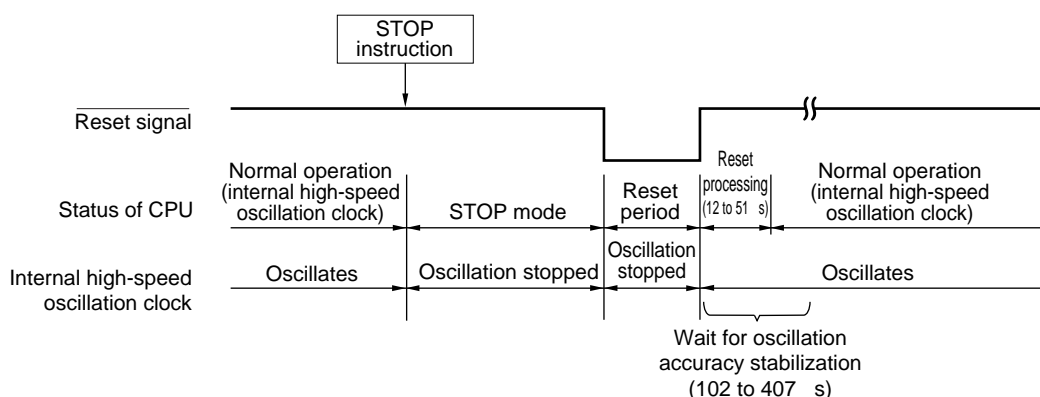 STOP
instruction
Reset signal
Status of CPU
Normal operation
(internal high-speed
oscillation clock)
STOP mode
Reset
period
Reset
processing
(12 to 51 s)
Normal operation
(internal high-speed
oscillation clock)
Internal high-speed
oscillation clock
Oscillates
Oscillation stopped
Oscillation
stopped
Oscillates
Wait for oscillation
accuracy stabilization
(102 to 407 s)